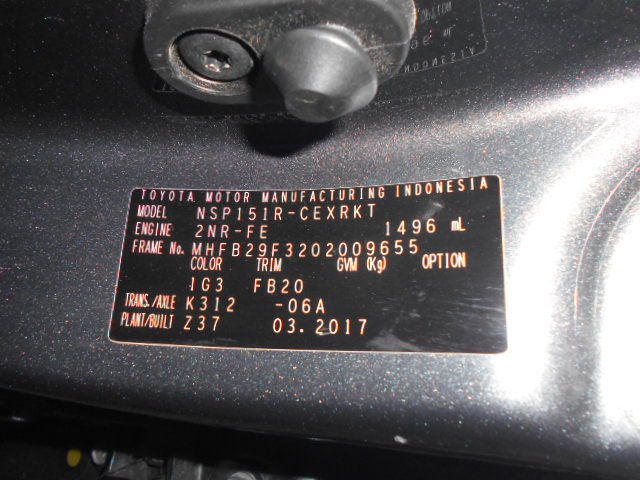 TOYOTA MOTOR MANUFACTURING INDONESIA
MODEL NSP151R-CEXRKT
ENGINE 2NR-FE 1496 mL
FRAME No. MHFB29F3202009655
COLOR TRIM GVM (Kg) OPTION
1G3 FB20
TRANS./AXLE K312 -06A
PLANT/BUILT Z37 03.2017